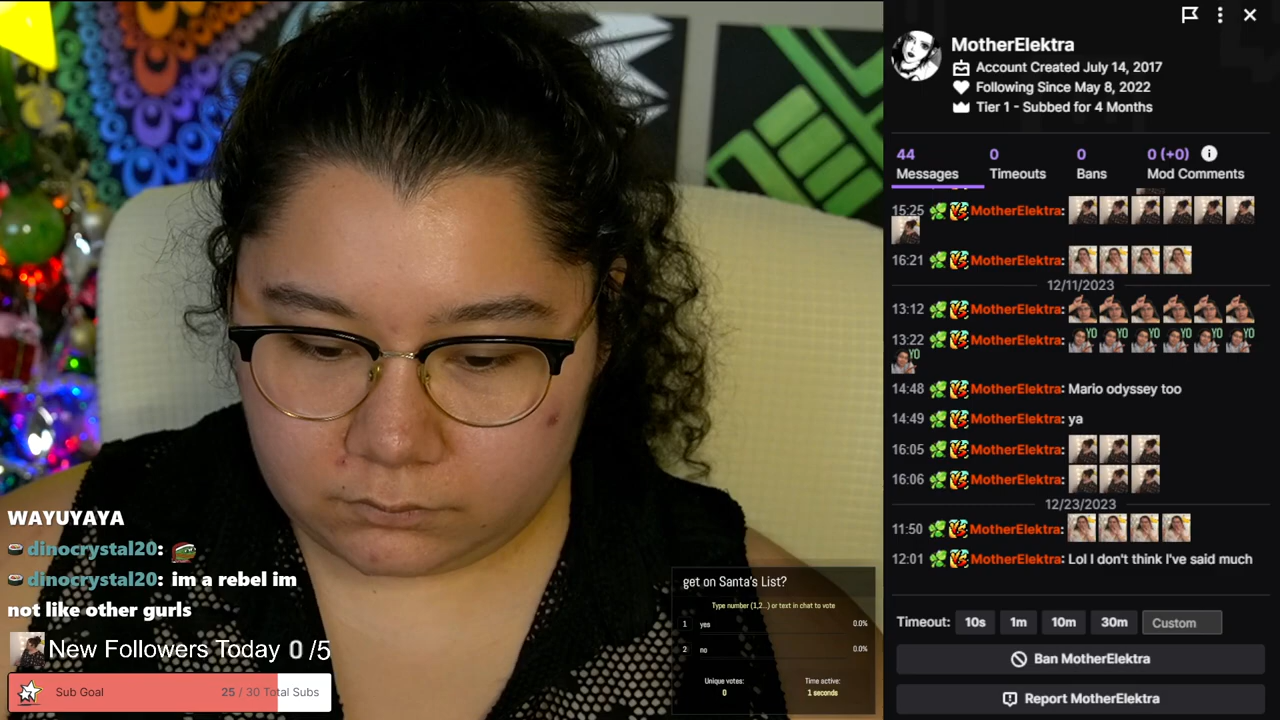 MotherElektra
Account Created July 14, 2017
Following Since May 8, 2022
Tier 1 - Subbed for 4 Months
44 Messages
0 Timeouts
0 Bans
0 (+0) Mod Comments
15:25 MotherElektra:
16:21 MotherElektra:
12/11/2023
13:12 MotherElektra:
13:22 MotherElektra: YO YO YO YO YO YO
YO
14:48 MotherElektra: Mario odyssey too
14:49 MotherElektra: ya
16:05 MotherElektra:
16:06 MotherElektra:
12/23/2023
11:50 MotherElektra:
12:01 MotherElektra: Lol I don't think I've said much
Timeout: 10s 1m 10m 30m Custom
Ban MotherElektra
Report MotherElektra
WAYUYAYA
dinocrystal20:
dinocrystal20: im a rebel im
not like other gurls
New Followers Today 0 /5
Sub Goal 25 / 30 Total Subs
get on Santa's List?
Type number (1,2...) or text in chat to vote
1 yes 0.0%
2 no 0.0%
Unique votes: Time active:
0 1 seconds